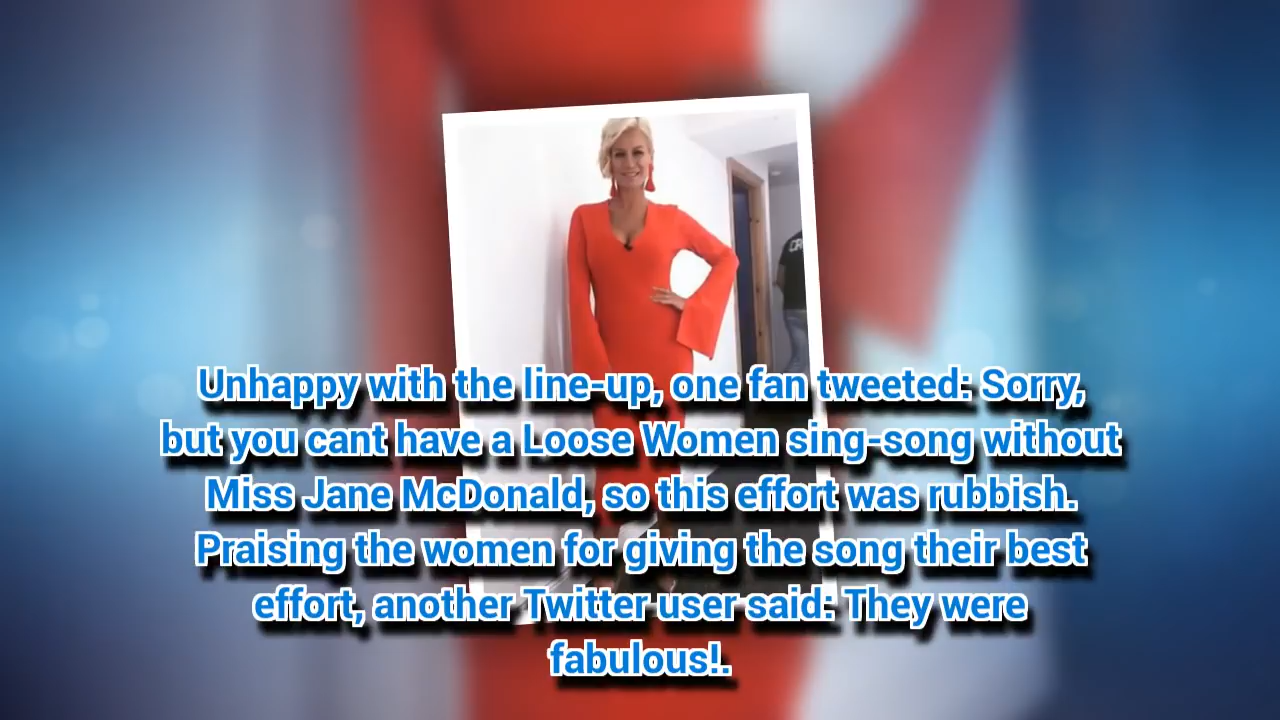 Unhappy with the line-up, one fan tweeted: Sorry,
but you cant have a Loose Women sing-song without
Miss Jane McDonald, so this effort was rubbish.
Praising the women for giving the song their best
effort, another Twitter user said: They were
fabulous!.